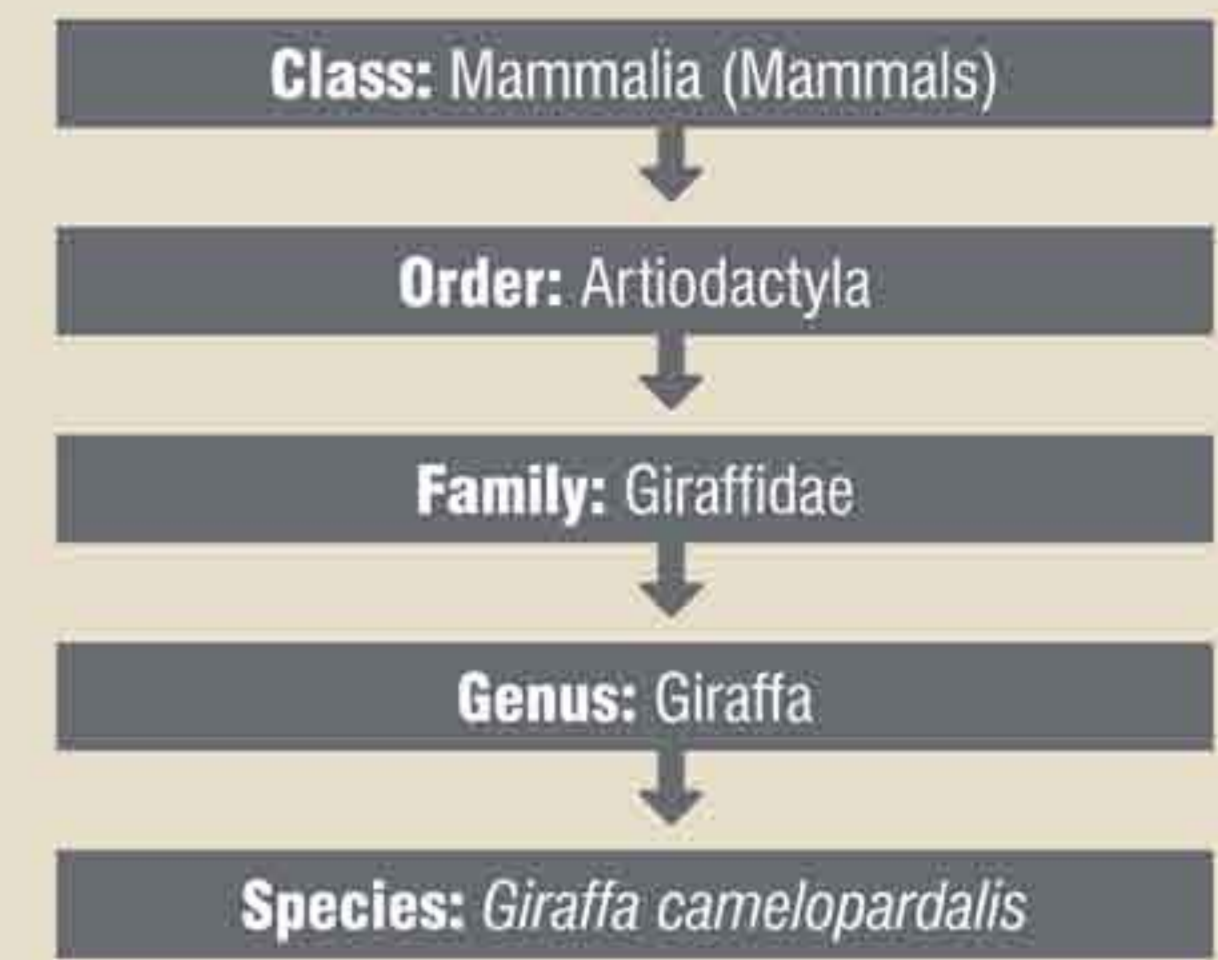 Class: Mammalia (Mammals)
Order: Artiodactyla
Family: Giraffidae
Genus: Giraffa
Species: Giraffa camelopardalis